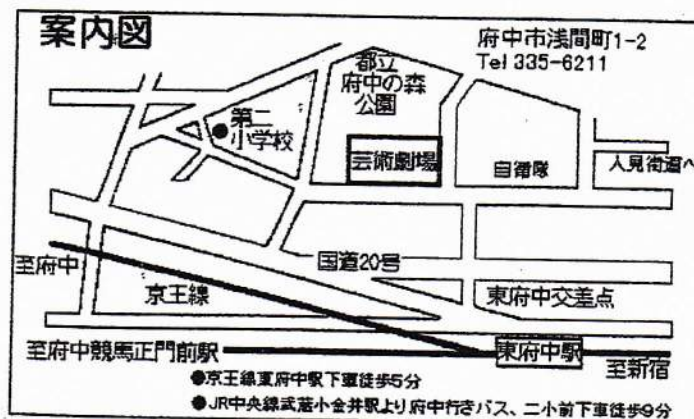 案内図
府中市浅間町1-2
Tel 335-6211
都立
府中の森
公園
第二
小学校
芸術劇場
自衛隊
人見街道へ
国道20号
至府中
京王線
東府中交差点
至府中競馬正門前駅
東府中駅
至新宿
●京王線東府中駅下車徒歩5分
●JR中央線武蔵小金井駅より府中行きバス、二小前下車徒歩9分